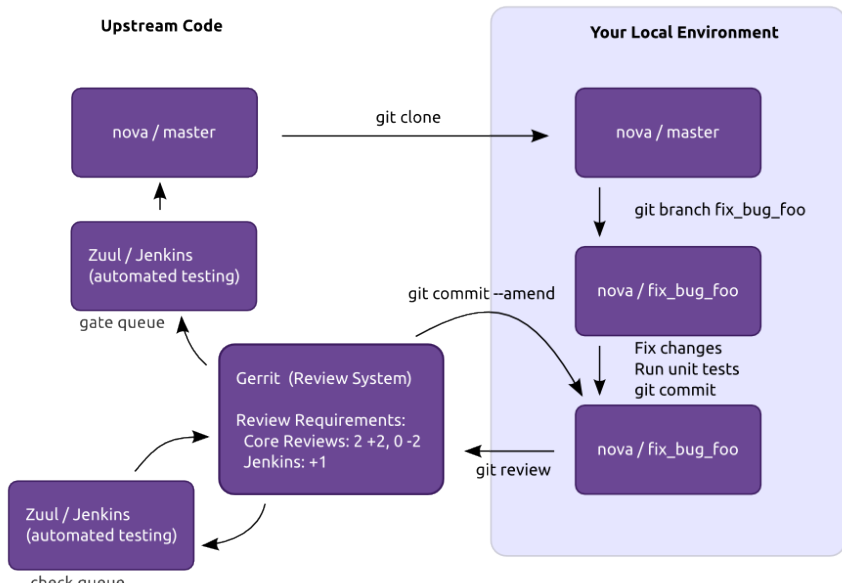 Upstream Code
Your Local Environment
nova / master
git clone
nova / master
git branch fix_bug_foo
Zuul / Jenkins
(automated testing)
gate queue
nova / fix_bug_foo
git commit --amend
Fix changes
Run unit tests
git commit
Gerrit (Review System)
Review Requirements:
Core Reviews: 2 +2, 0 -2
Jenkins: +1
nova / fix_bug_foo
git review
Zuul / Jenkins
(automated testing)
check queue